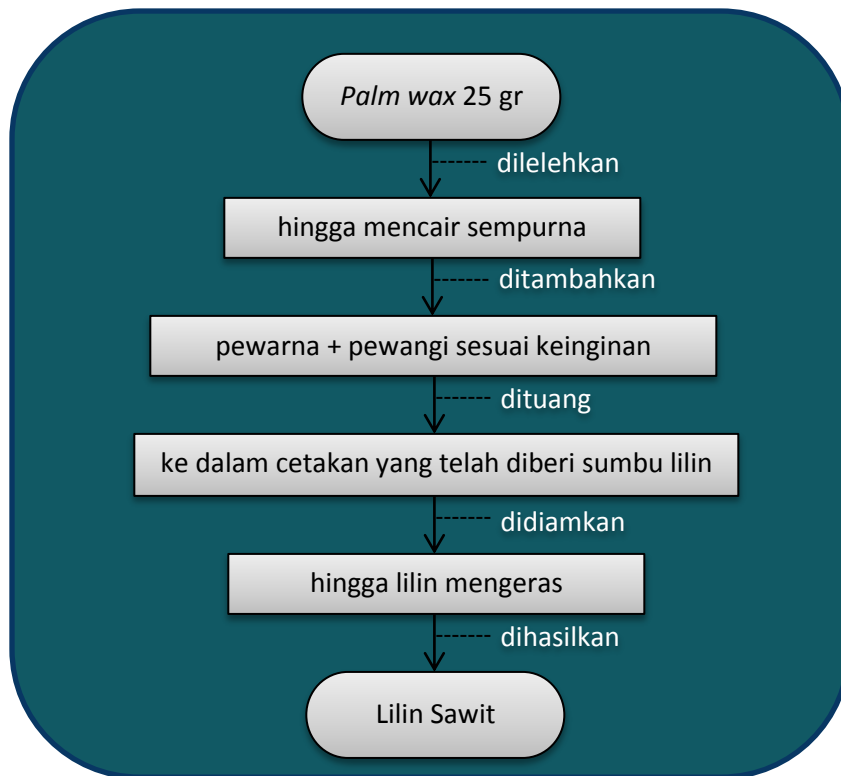 Palm wax 25 gr
dilelehkan
hingga mencair sempurna
ditambahkan
pewarna + pewangi sesuai keinginan
dituang
ke dalam cetakan yang telah diberi sumbu lilin
didiamkan
hingga lilin mengeras
dihasilkan
Lilin Sawit